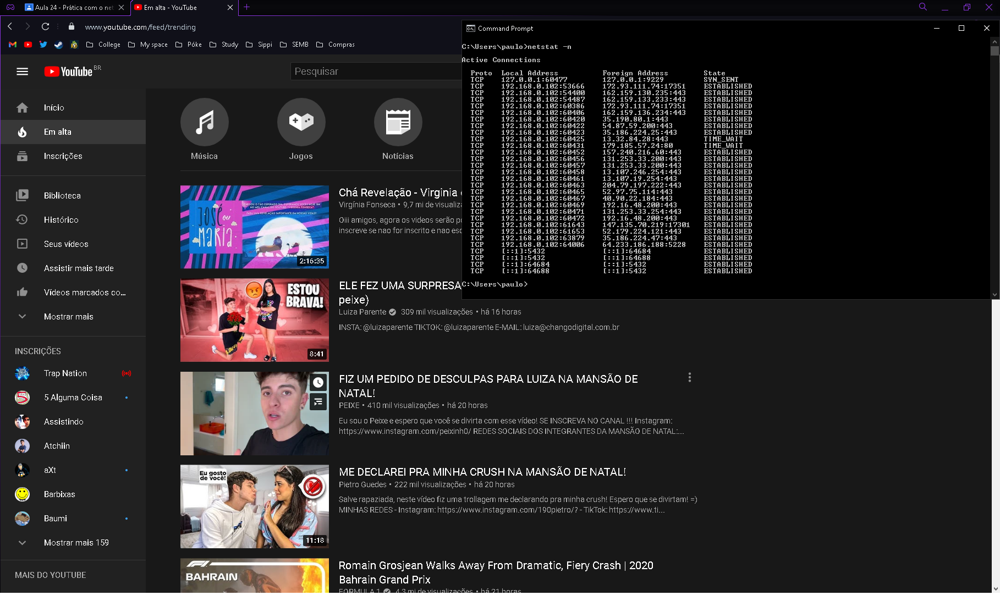 Aula 24 - Prática com o net
Em alta - YouTube
www.youtube.com/feed/trending
College
My space
Póke
Study
Sippi
SEMB
Compras
YouTube BR
Pesquisar
Início
Em alta
Inscrições
Biblioteca
Histórico
Seus vídeos
Assistir mais tarde
Vídeos marcados co...
Mostrar mais
INSCRIÇÕES
Trap Nation
5 Alguma Coisa
Assistindo
Atchiin
aXt
Barbixas
Baumi
Mostrar mais 159
MAIS DO YOUTUBE
Música
Jogos
Notícias
JOSÉ ou MARIA
2:16:35
Chá Revelação - Virginia
Virgínia Fonseca • 9,7 mi de visualiza
Oiii amigos, agora os videos serão p
inscreve se nao for inscrito e nao esc
ESTOU
BRAVA!
8:41
ELE FEZ UMA SURPRESA
peixe)
Luiza Parente 309 mil visualizações • há 16 horas
INSTA: @luizaparente TIKTOK: @luizaparente E-MAIL: luiza@changodigital.com.br
FIZ UM PEDIDO DE DESCULPAS PARA LUIZA NA MANSÃO DE
NATAL!
PEIXE • 410 mil visualizações • há 20 horas
Eu sou o Peixe e espero que você se divirta com esse vídeo! SE INSCREVA NO CANAL !!! Instagram:
https://www.instagram.com/peixinh0/ REDES SOCIAIS DOS INTEGRANTES DA MANSÃO DE NATAL:...
Eu gosto
de você!
11:18
ME DECLAREI PRA MINHA CRUSH NA MANSÃO DE NATAL!
Pietro Guedes • 222 mil visualizações • há 20 horas
Salve rapaziada, neste vídeo fiz uma trollagem me declarando pra minha crush! Espero que se divirtam! =)
MINHAS REDES - Instagram: https://www.instagram.com/190pietro/? - TikTok: https://www.ti...
F1
BAHRAIN
Romain Grosjean Walks Away From Dramatic, Fiery Crash | 2020
Bahrain Grand Prix
FORMULA 1 4,3 mi de visualizações • há 21 horas
Command Prompt
C:\Users\paulo>netstat -n
Active Connections
Proto Local Address Foreign Address State
TCP 127.0.0.1:60477 127.0.0.1:9229 SYN_SENT
TCP 192.168.0.102:53666 172.93.111.74:17351 ESTABLISHED
TCP 192.168.0.102:54400 162.159.130.235:443 ESTABLISHED
TCP 192.168.0.102:54487 162.159.133.233:443 ESTABLISHED
TCP 192.168.0.102:60386 172.93.111.74:17351 ESTABLISHED
TCP 192.168.0.102:60406 162.159.136.234:443 ESTABLISHED
TCP 192.168.0.102:60420 35.190.80.1:443 ESTABLISHED
TCP 192.168.0.102:60422 54.87.59.200:443 ESTABLISHED
TCP 192.168.0.102:60423 35.186.224.25:443 ESTABLISHED
TCP 192.168.0.102:60425 13.32.84.28:443 TIME_WAIT
TCP 192.168.0.102:60431 179.185.57.24:80 TIME_WAIT
TCP 192.168.0.102:60452 157.240.216.60:443 ESTABLISHED
TCP 192.168.0.102:60456 131.253.33.200:443 ESTABLISHED
TCP 192.168.0.102:60457 131.253.33.200:443 ESTABLISHED
TCP 192.168.0.102:60458 13.107.246.254:443 ESTABLISHED
TCP 192.168.0.102:60461 13.107.19.254:443 ESTABLISHED
TCP 192.168.0.102:60463 204.79.197.222:443 ESTABLISHED
TCP 192.168.0.102:60465 52.97.75.114:443 ESTABLISHED
TCP 192.168.0.102:60467 40.90.22.184:443 ESTABLISHED
TCP 192.168.0.102:60469 192.16.48.200:443 ESTABLISHED
TCP 192.168.0.102:60471 131.253.33.254:443 ESTABLISHED
TCP 192.168.0.102:60472 192.16.48.200:443 ESTABLISHED
TCP 192.168.0.102:61643 147.135.70.219:17301 ESTABLISHED
TCP 192.168.0.102:61653 52.179.224.121:443 ESTABLISHED
TCP 192.168.0.102:63879 35.186.224.47:443 ESTABLISHED
TCP 192.168.0.102:64006 64.233.186.188:5228 ESTABLISHED
TCP [::1]:5432 [::1]:64684 ESTABLISHED
TCP [::1]:5432 [::1]:64688 ESTABLISHED
TCP [::1]:64684 [::1]:5432 ESTABLISHED
TCP [::1]:64688 [::1]:5432 ESTABLISHED
C:\Users\paulo>